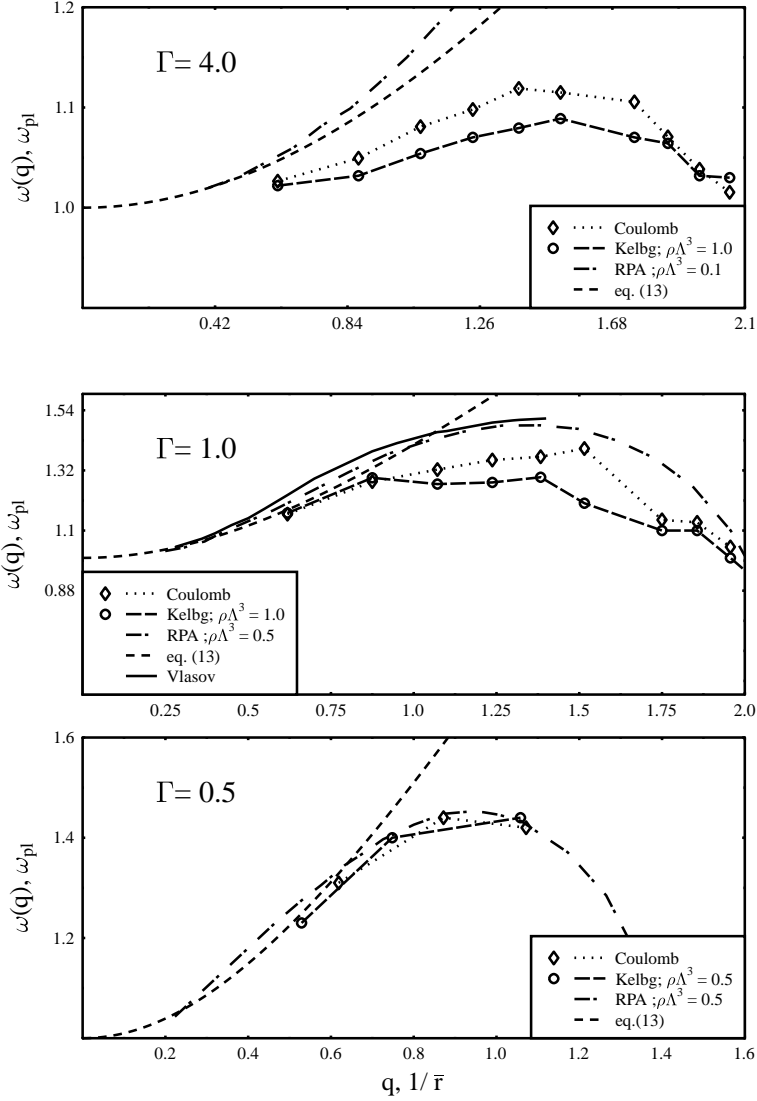 1.2
Γ= 4.0
1.1
ω(q), ω_pl
1.0
Coulomb
Kelbg; ρΛ³ = 1.0
RPA ;ρΛ³ = 0.1
eq. (13)
0.42 0.84 1.26 1.68 2.1
1.54
Γ= 1.0
1.32
ω(q), ω_pl
1.1
0.88
Coulomb
Kelbg; ρΛ³ = 1.0
RPA ;ρΛ³ = 0.5
eq. (13)
Vlasov
0.25 0.5 0.75 1.0 1.25 1.5 1.75 2.0
1.6
Γ= 0.5
1.4
ω(q), ω_pl
1.2
Coulomb
Kelbg; ρΛ³ = 0.5
RPA ;ρΛ³ = 0.5
eq.(13)
0.2 0.4 0.6 0.8 1.0 1.2 1.4 1.6
q, 1/ r̅